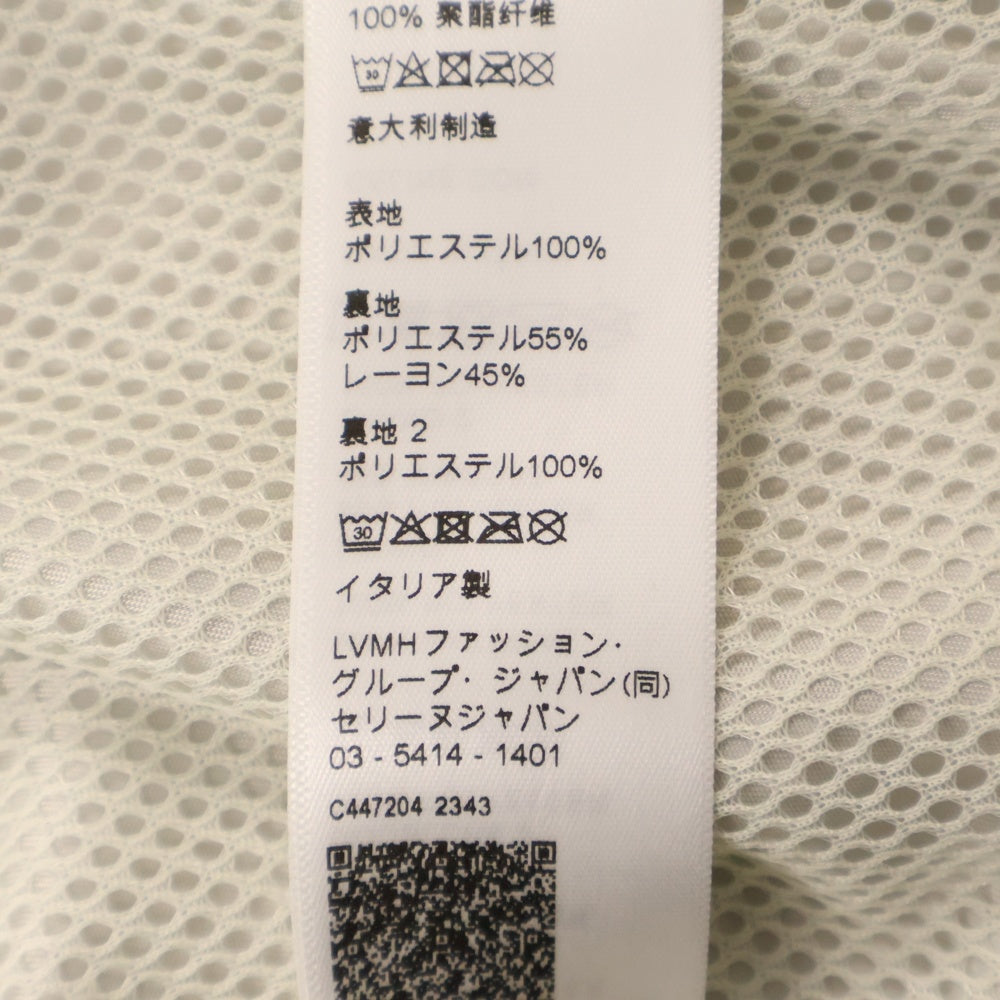 100% 聚酯纤维
30
意大利制造
表地
ポリエステル100%
裏地
ポリエステル55%
レーヨン45%
裏地 2
ポリエステル100%
30
イタリア製
LVMHファッション·
グループ· ジャパン(同)
セリーヌジャパン
03 - 5414 - 1401
C447204 2343